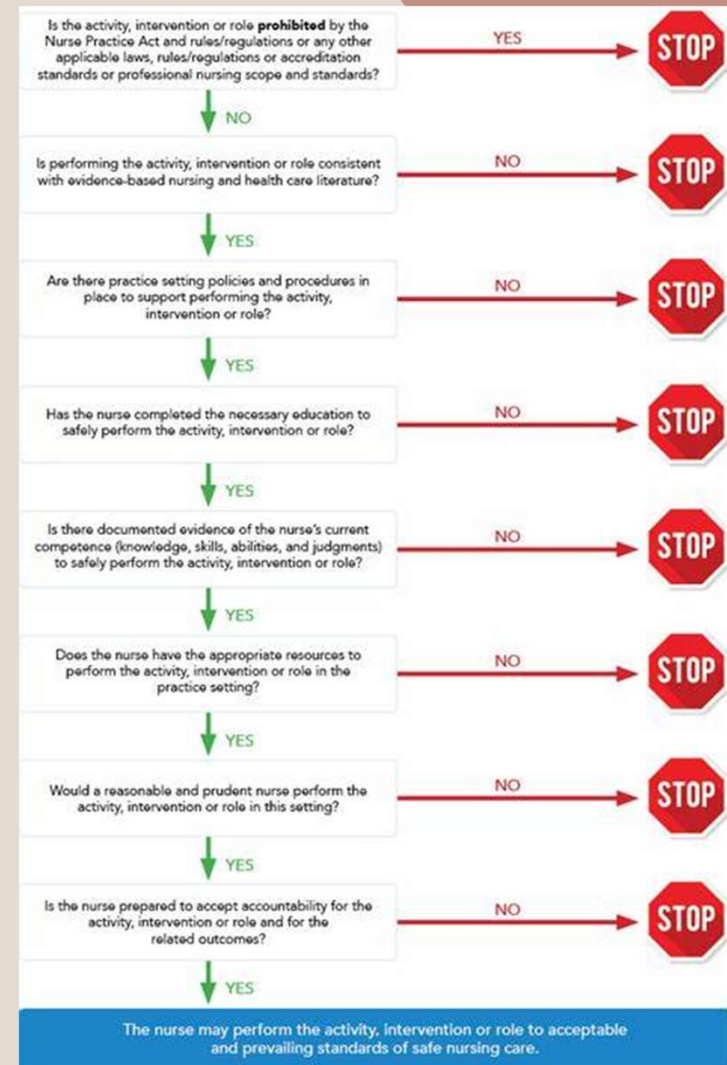 Is the activity, intervention or role prohibited by the
Nurse Practice Act and rules/regulations or any other
applicable laws, rules/regulations or accreditation
standards or professional nursing scope and standards?
YES
STOP
NO
Is performing the activity, intervention or role consistent
with evidence-based nursing and health care literature?
NO
STOP
YES
Are there practice setting policies and procedures in
place to support performing the activity,
intervention or role?
NO
STOP
YES
Has the nurse completed the necessary education to
safely perform the activity, intervention or role?
NO
STOP
YES
Is there documented evidence of the nurse's current
competence (knowledge, skills, abilities, and judgments)
to safely perform the activity, intervention or role?
NO
STOP
YES
Does the nurse have the appropriate resources to
perform the activity, intervention or role in the
practice setting?
NO
STOP
YES
Would a reasonable and prudent nurse perform the
activity, intervention or role in this setting?
NO
STOP
YES
Is the nurse prepared to accept accountability for the
activity, intervention or role and for the
related outcomes?
NO
STOP
YES
The nurse may perform the activity, intervention or role to acceptable
and prevailing standards of safe nursing care.